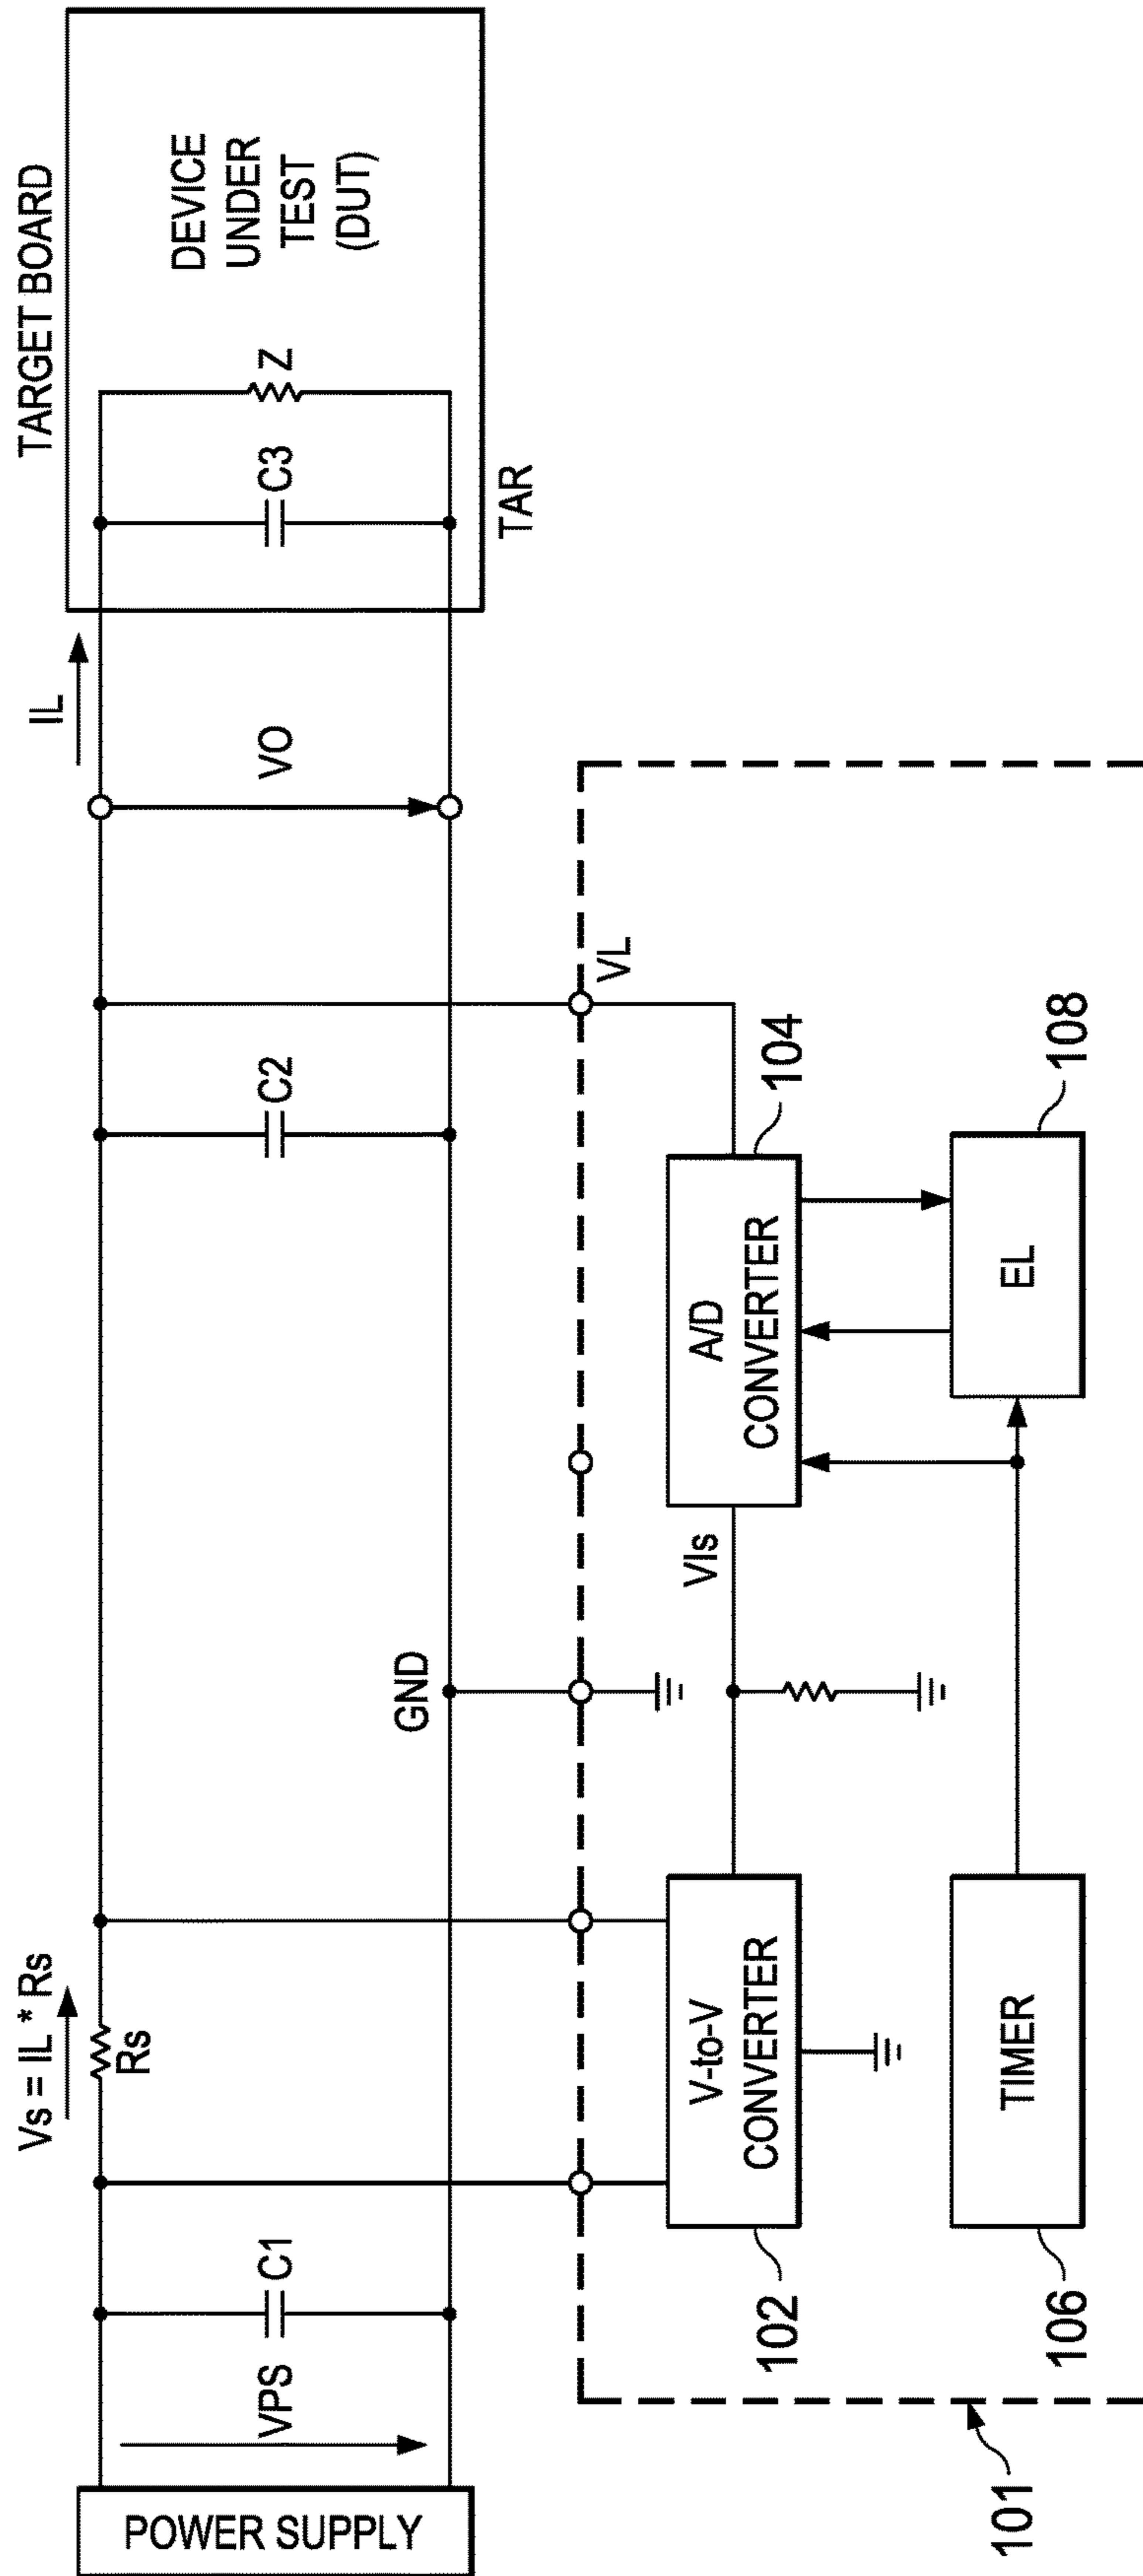 TARGET BOARD
Vs = IL * Rs
IL
Rs
VPS
C1
C2
VO
C3
Z
DEVICE
UNDER
TEST
(DUT)
POWER SUPPLY
GND
TAR
VL
V-to-V
CONVERTER
102
VIs
A/D
CONVERTER
104
TIMER
106
EL
108
101